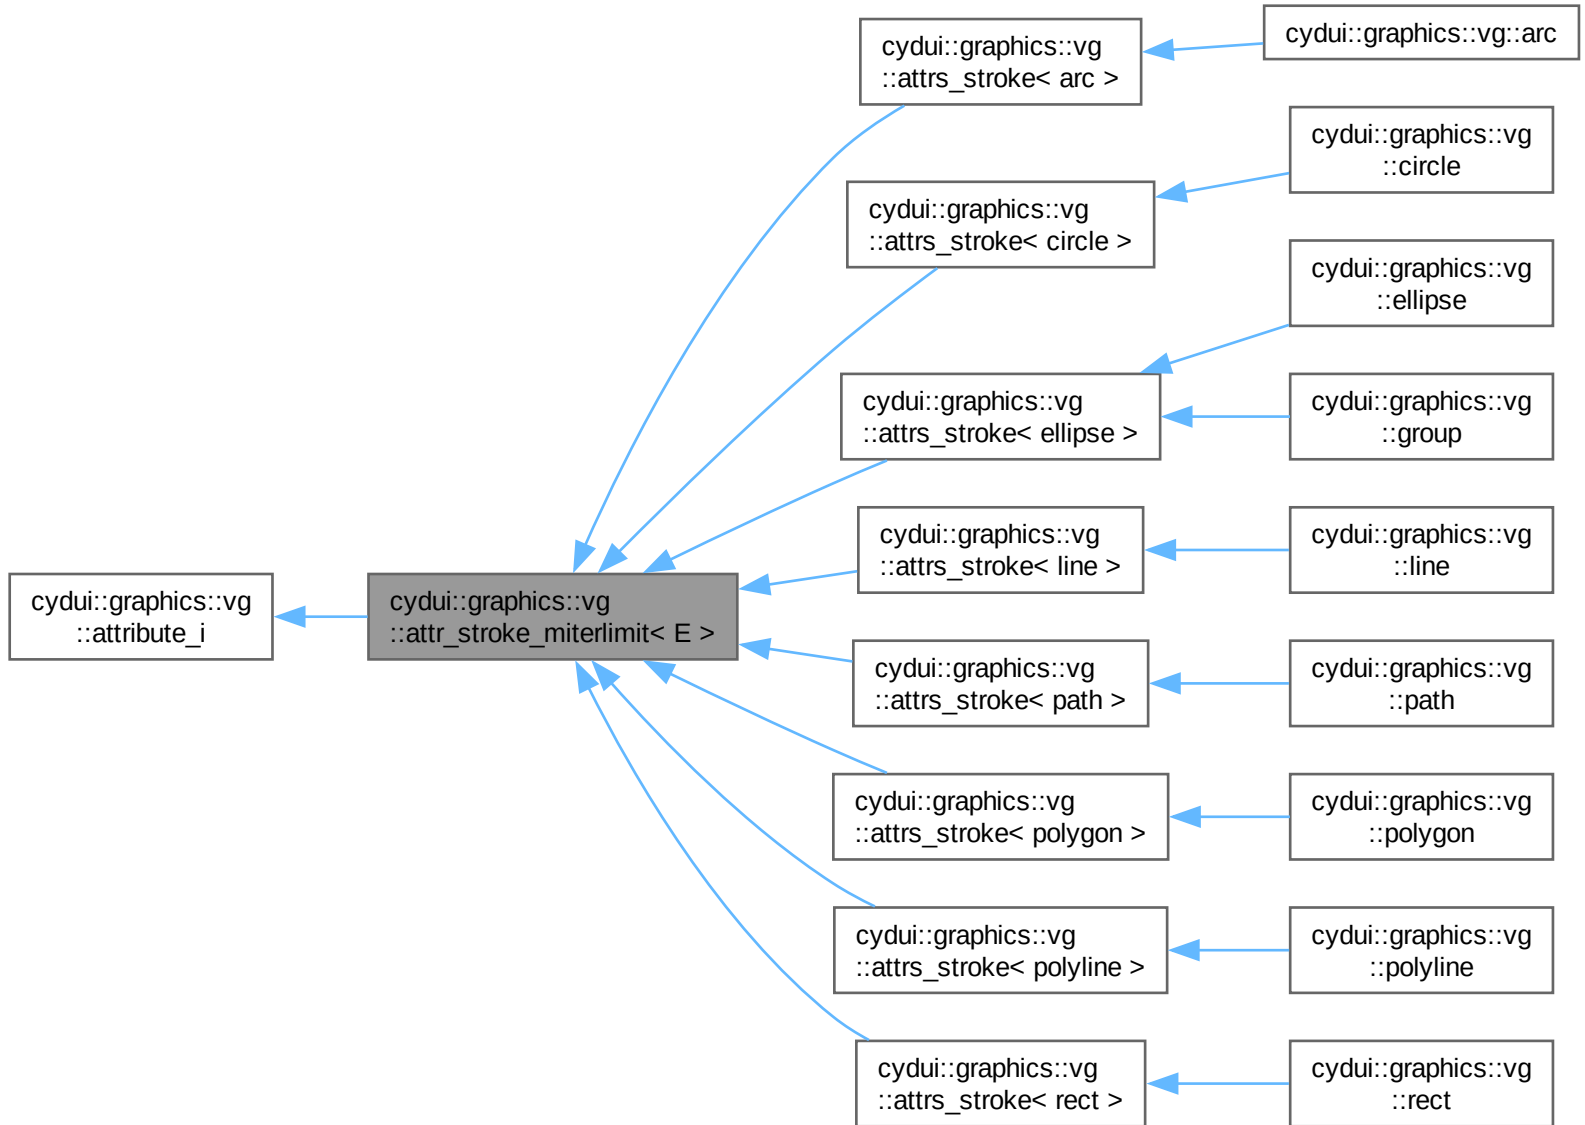 cydui::graphics::vg
::attribute_i
cydui::graphics::vg
::attr_stroke_miterlimit< E >
cydui::graphics::vg
::attrs_stroke< arc >
cydui::graphics::vg::arc
cydui::graphics::vg
::attrs_stroke< circle >
cydui::graphics::vg
::circle
cydui::graphics::vg
::attrs_stroke< ellipse >
cydui::graphics::vg
::ellipse
cydui::graphics::vg
::group
cydui::graphics::vg
::attrs_stroke< line >
cydui::graphics::vg
::line
cydui::graphics::vg
::attrs_stroke< path >
cydui::graphics::vg
::path
cydui::graphics::vg
::attrs_stroke< polygon >
cydui::graphics::vg
::polygon
cydui::graphics::vg
::attrs_stroke< polyline >
cydui::graphics::vg
::polyline
cydui::graphics::vg
::attrs_stroke< rect >
cydui::graphics::vg
::rect